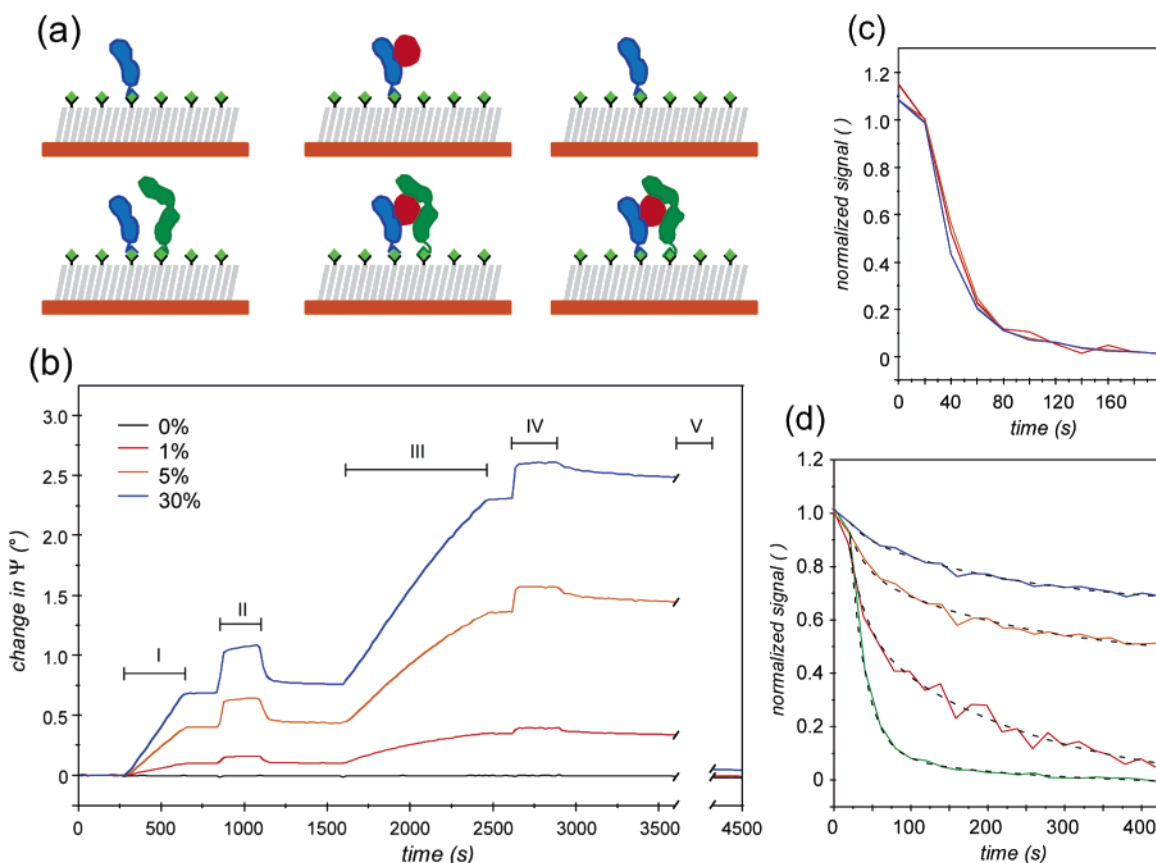 (a)
(b)
3.0
2.5
2.0
1.5
1.0
0.5
0
change in Ψ (°)
0%
1%
5%
30%
I
II
III
IV
V
0 500 1000 1500 2000 2500 3000 3500 4500
time (s)
(c)
1.2
1.0
0.8
0.6
0.4
0.2
0
normalized signal ( )
0 40 80 120 160
time (s)
(d)
1.2
1.0
0.8
0.6
0.4
0.2
0
normalized signal ( )
0 100 200 300 400
time (s)